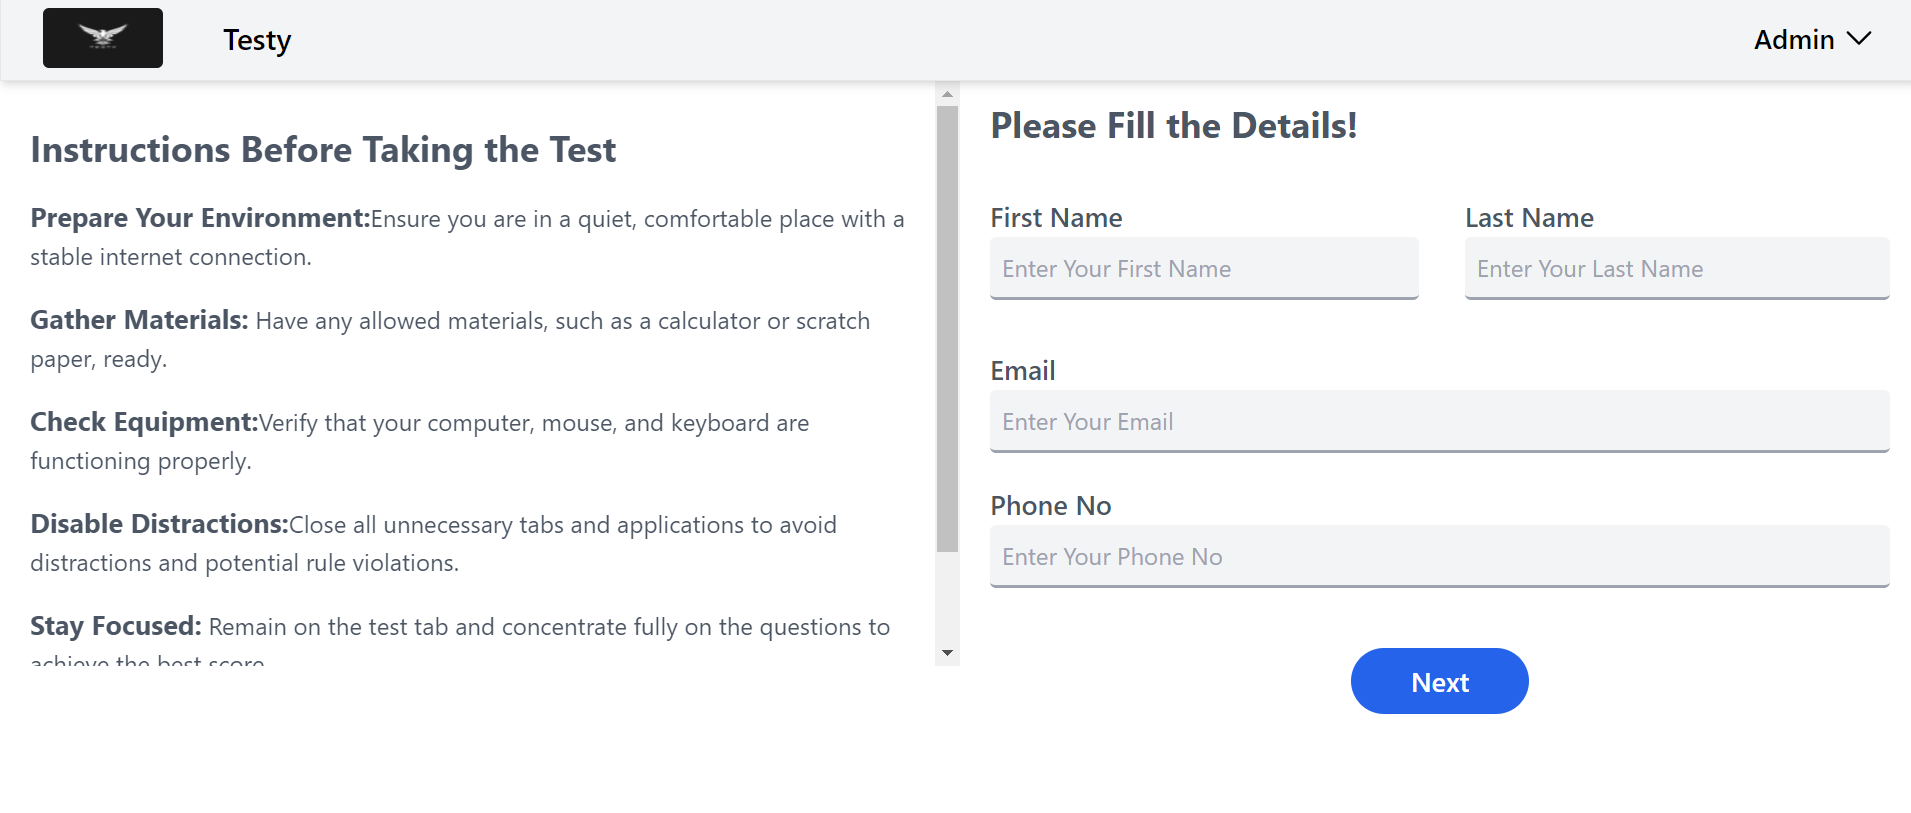 Testy
Admin
Instructions Before Taking the Test
Prepare Your Environment:Ensure you are in a quiet, comfortable place with a
stable internet connection.
Gather Materials: Have any allowed materials, such as a calculator or scratch
paper, ready.
Check Equipment:Verify that your computer, mouse, and keyboard are
functioning properly.
Disable Distractions:Close all unnecessary tabs and applications to avoid
distractions and potential rule violations.
Stay Focused: Remain on the test tab and concentrate fully on the questions to
achieve the best score
Please Fill the Details!
First Name
Enter Your First Name
Last Name
Enter Your Last Name
Email
Enter Your Email
Phone No
Enter Your Phone No
Next